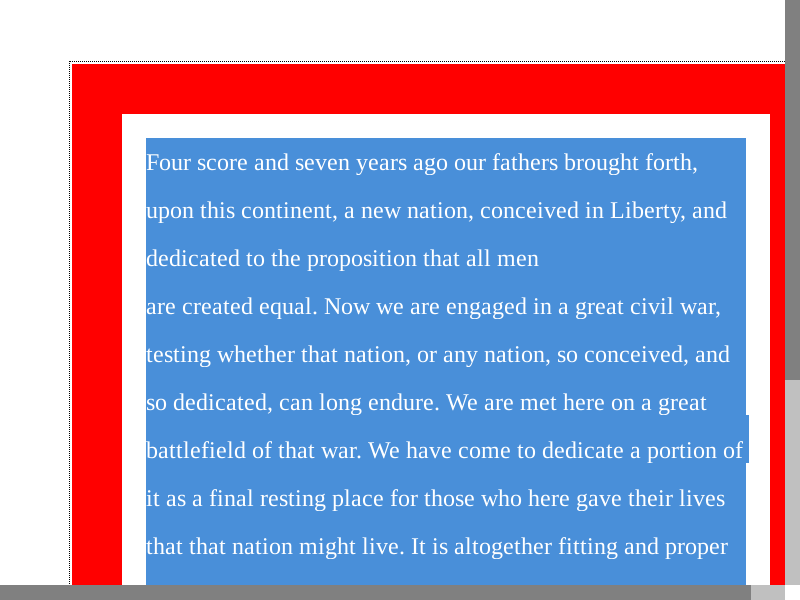 Four score and seven years ago our fathers brought forth,
upon this continent, a new nation, conceived in Liberty, and
dedicated to the proposition that all men
are created equal. Now we are engaged in a great civil war,
testing whether that nation, or any nation, so conceived, and
so dedicated, can long endure. We are met here on a great
battlefield of that war. We have come to dedicate a portion of
it as a final resting place for those who here gave their lives
that that nation might live. It is altogether fitting and proper